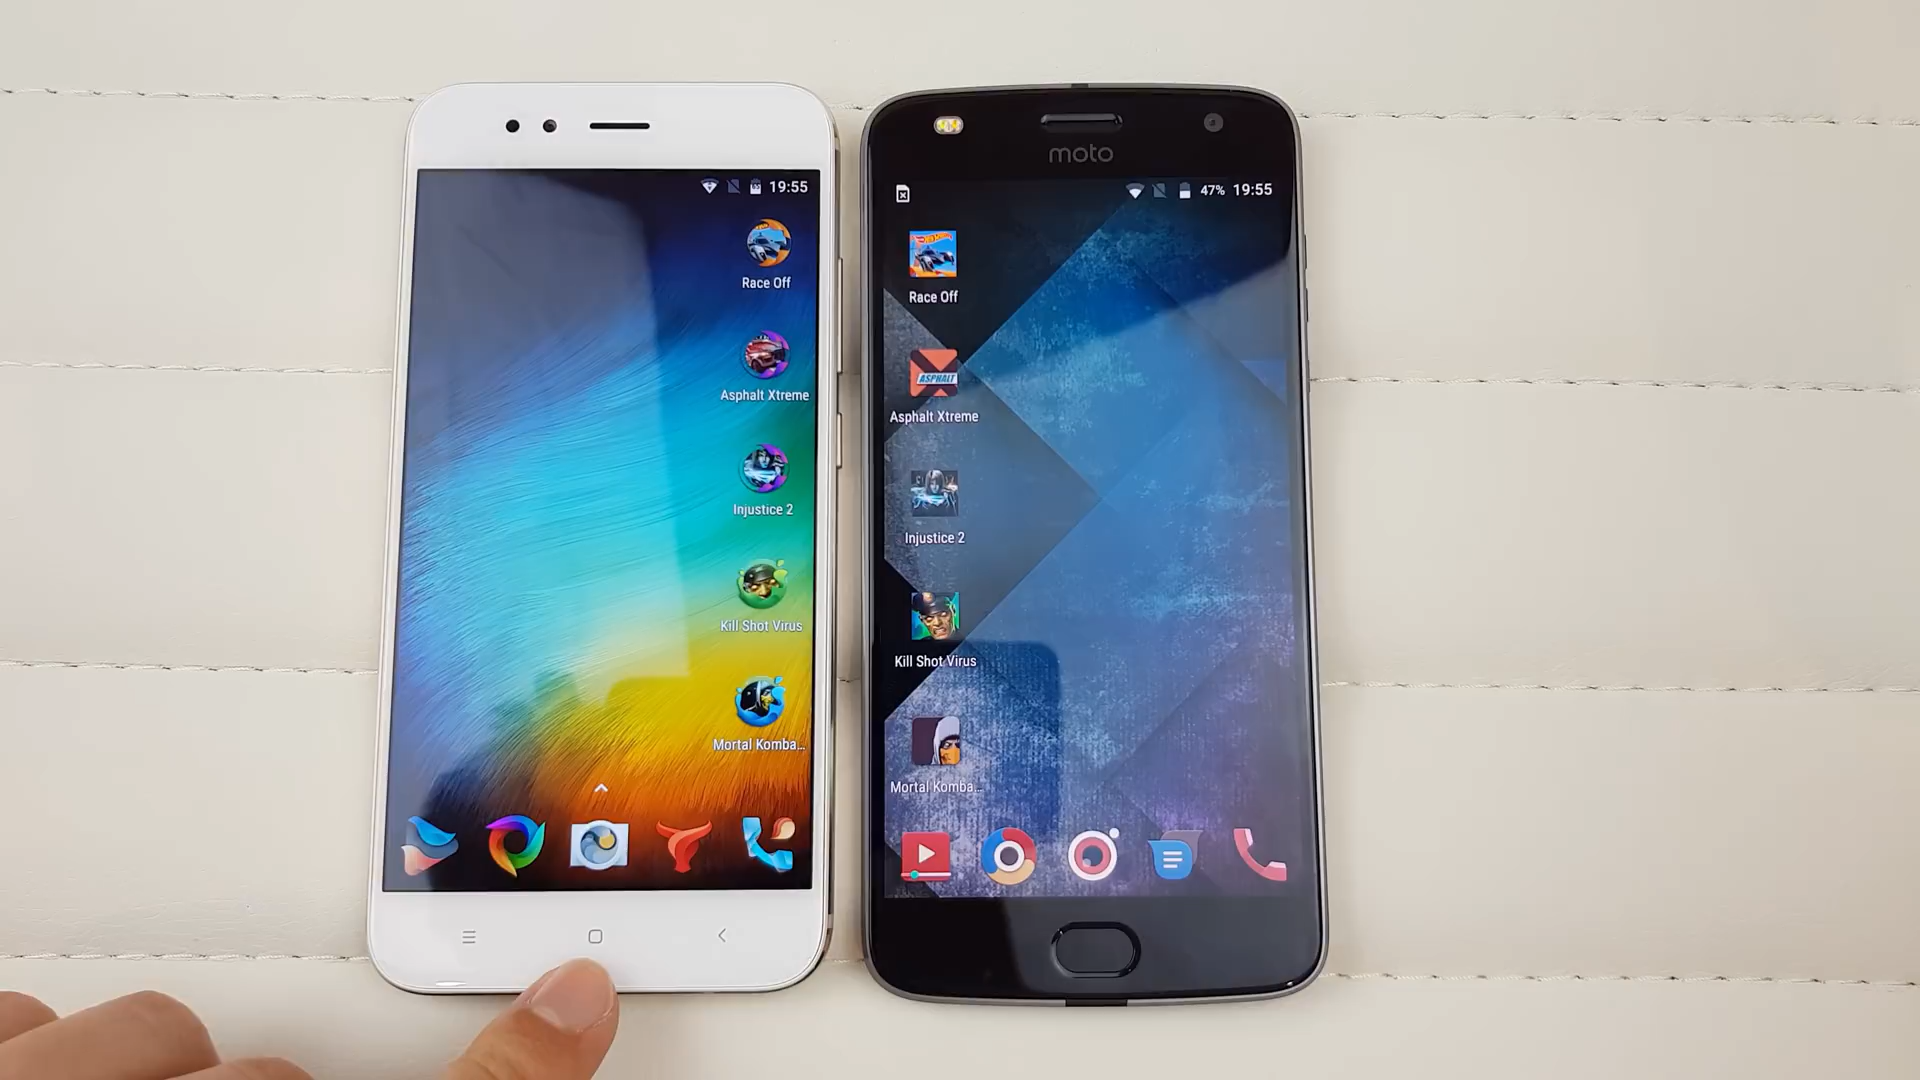 19:55
Race Off
Asphalt Xtreme
Injustice 2
Kill Shot Virus
Mortal Komba...
moto
47% 19:55
Race Off
ASPHALT
Asphalt Xtreme
Injustice 2
Kill Shot Virus
Mortal Komba...